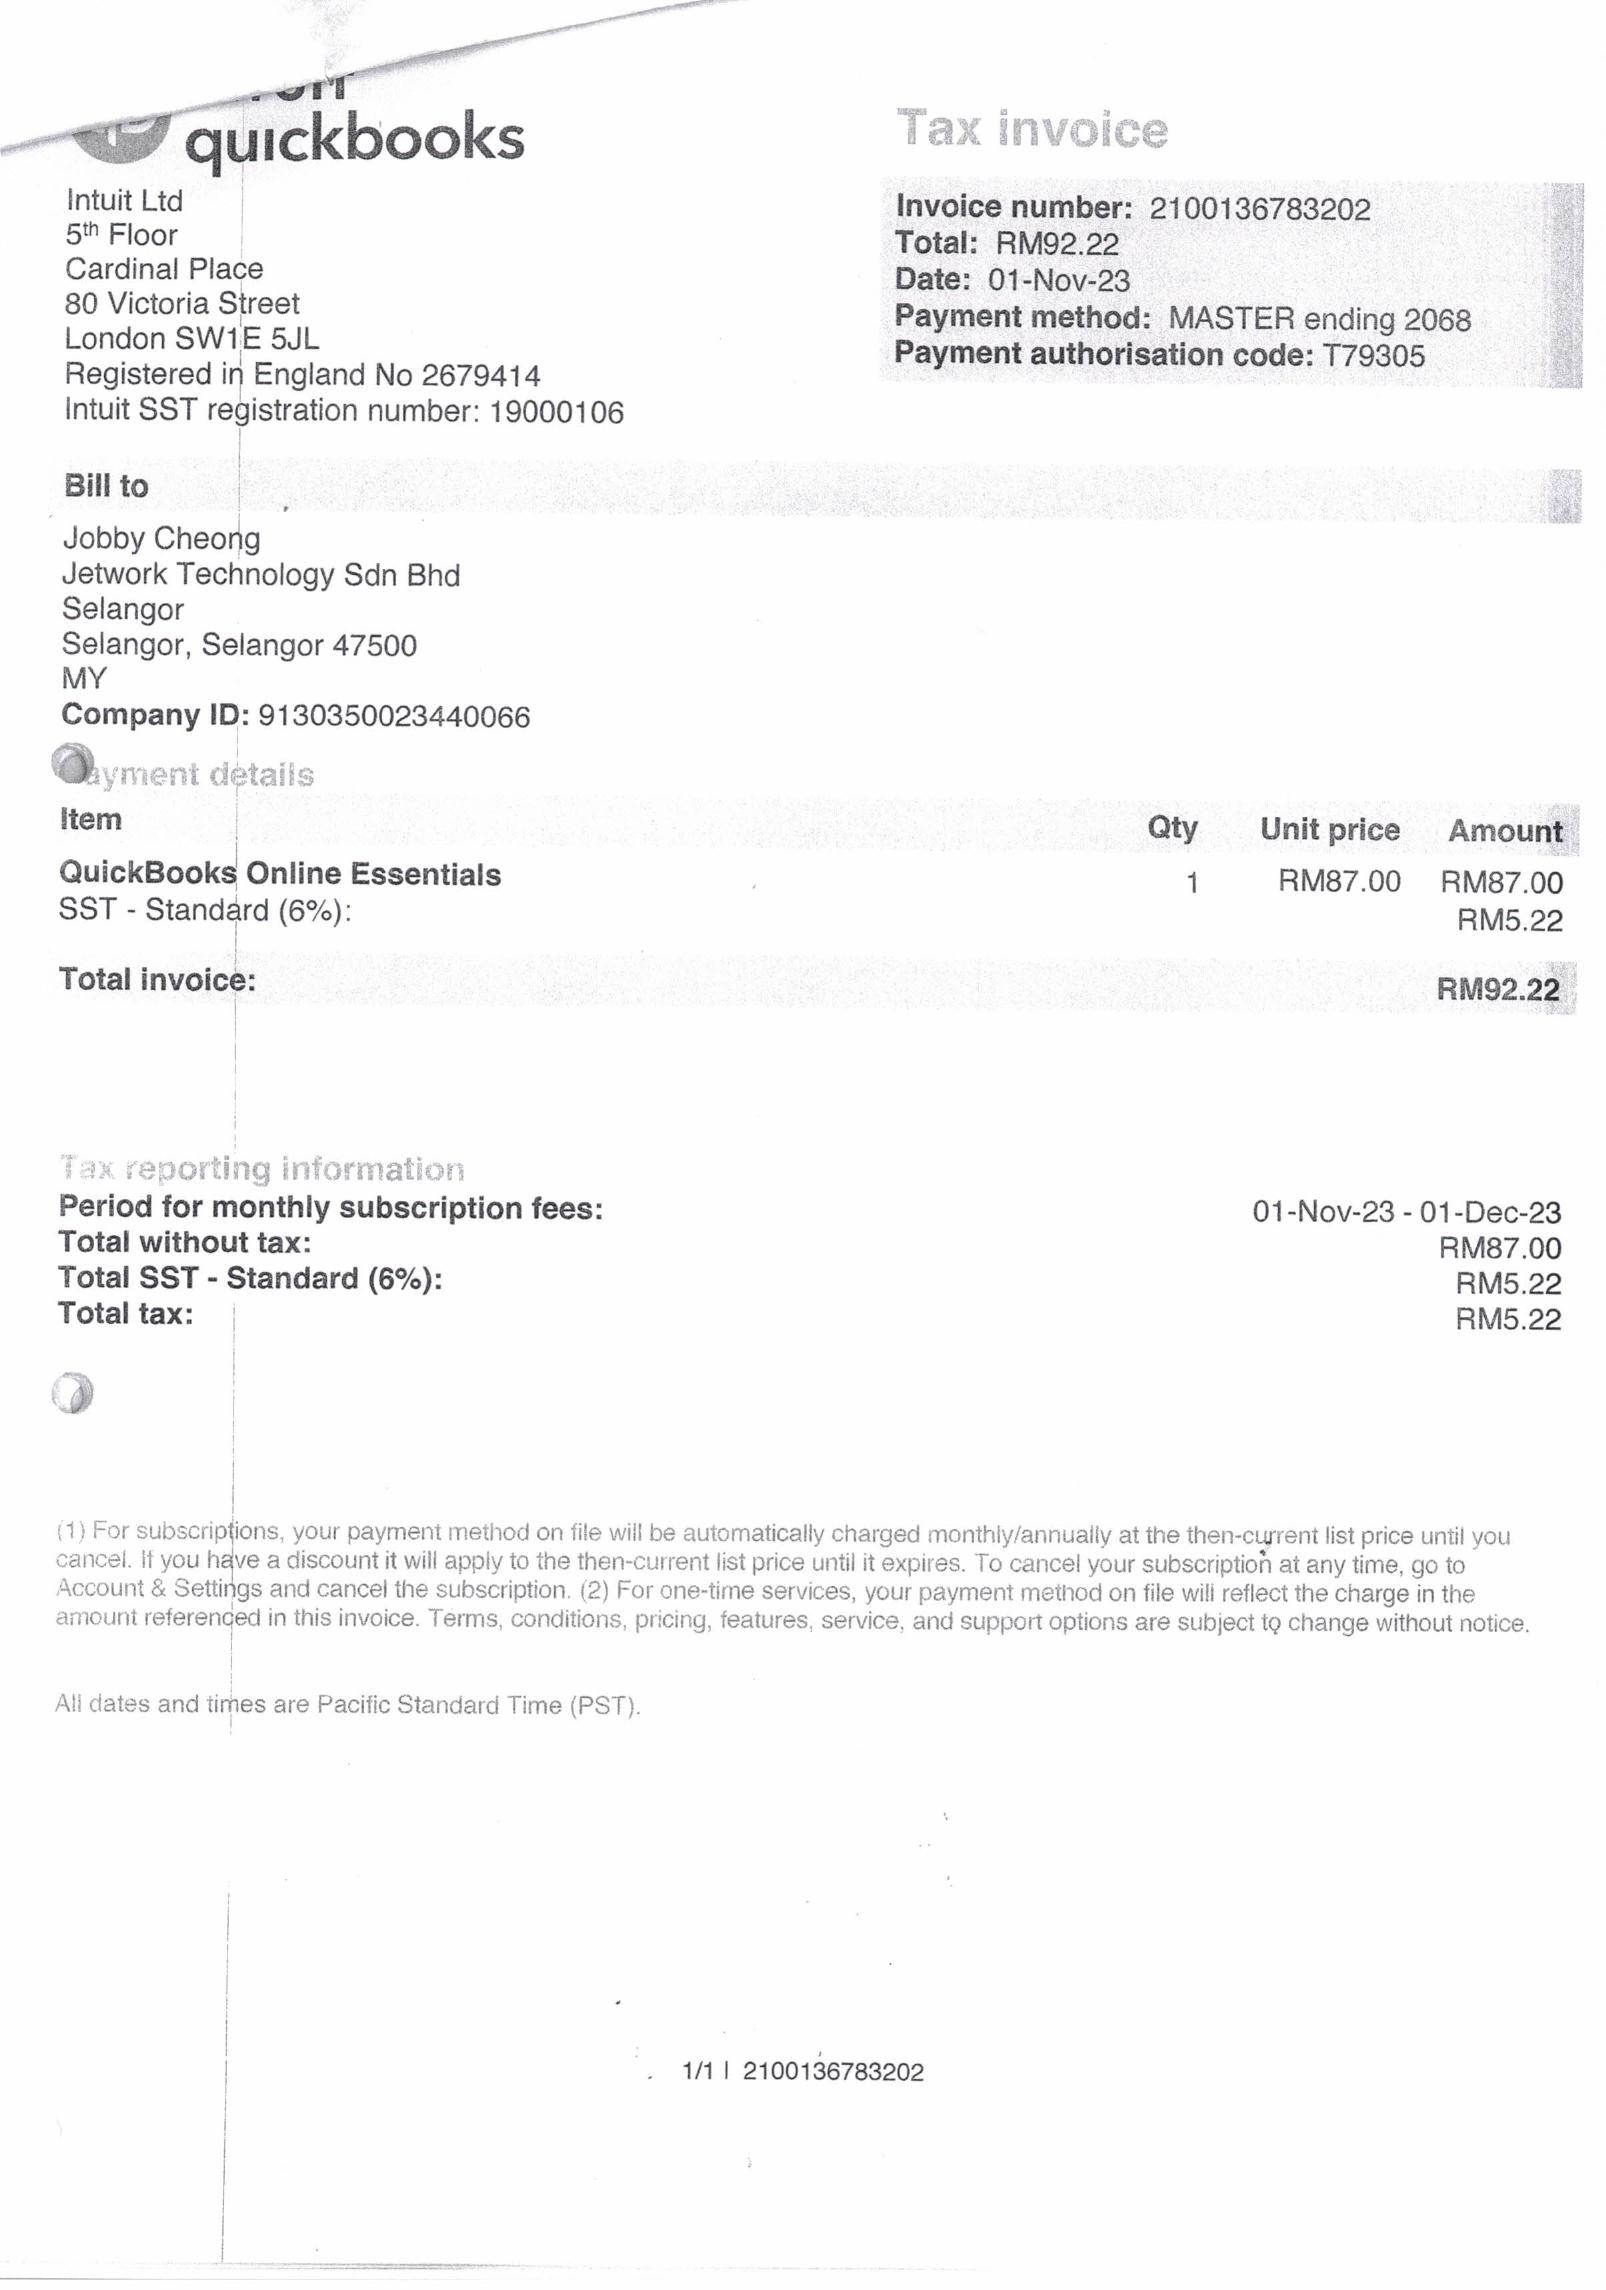 quickbooks
Tax invoice
Intuit Ltd
5th Floor
Cardinal Place
80 Victoria Street
London SW1E 5JL
Registered in England No 2679414
Intuit SST registration number: 19000106
Invoice number: 2100136783202
Total: RM92.22
Date: 01-Nov-23
Payment method: MASTER ending 2068
Payment authorisation code: T79305
Bill to
Jobby Cheong
Jetwork Technology Sdn Bhd
Selangor
Selangor, Selangor 47500
MY
Company ID: 9130350023440066
Payment details
Item Qty Unit price Amount
QuickBooks Online Essentials 1 RM87.00 RM87.00
SST - Standard (6%): RM5.22
Total invoice: RM92.22
Tax reporting information
Period for monthly subscription fees: 01-Nov-23 - 01-Dec-23
Total without tax: RM87.00
Total SST - Standard (6%): RM5.22
Total tax: RM5.22
(1) For subscriptions, your payment method on file will be automatically charged monthly/annually at the then-current list price until you
cancel. If you have a discount it will apply to the then-current list price until it expires. To cancel your subscription at any time, go to
Account & Settings and cancel the subscription. (2) For one-time services, your payment method on file will reflect the charge in the
amount referenced in this invoice. Terms, conditions, pricing, features, service, and support options are subject to change without notice.
All dates and times are Pacific Standard Time (PST).
1/1 | 2100136783202